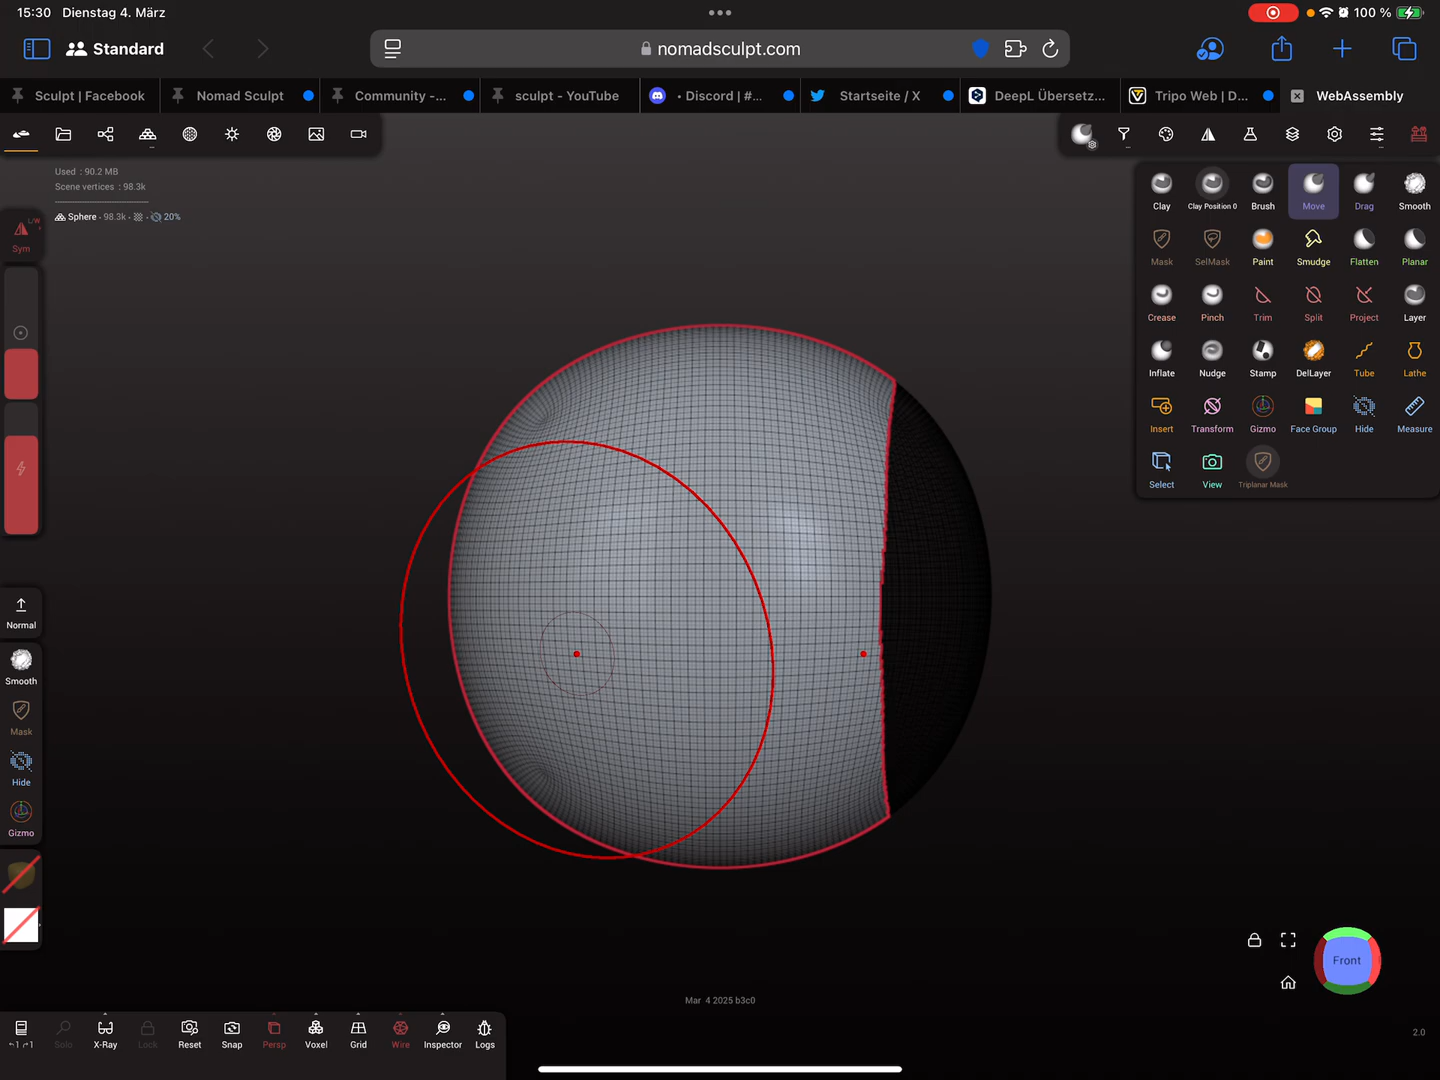 15:30 Dienstag 4. März
100 %
Standard
nomadsculpt.com
Sculpt | Facebook
Nomad Sculpt
Community -...
sculpt - YouTube
• Discord | #...
Startseite / X
DeepL Übersetz...
Tripo Web | D...
WebAssembly
Used : 90.2 MB
Scene vertices : 98.3k
Sphere - 98.3k - - 20%
L/W
Sym
Normal
Smooth
Mask
Hide
Gizmo
Clay
Clay Position 0
Brush
Move
Drag
Smooth
Mask
SelMask
Paint
Smudge
Flatten
Planar
Crease
Pinch
Trim
Split
Project
Layer
Inflate
Nudge
Stamp
DelLayer
Tube
Lathe
Insert
Transform
Gizmo
Face Group
Hide
Measure
Select
View
Triplanar Mask
Front
Mar 4 2025 b3c0
2.0
Solo
X-Ray
Lock
Reset
Snap
Persp
Voxel
Grid
Wire
Inspector
Logs